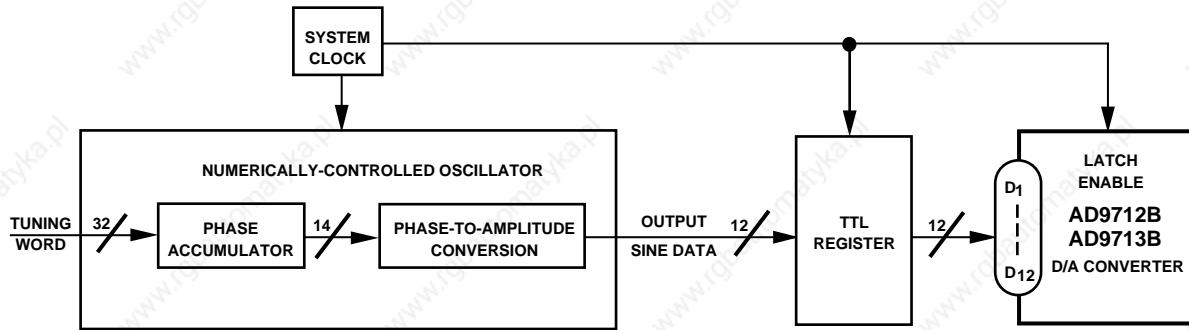 SYSTEM
CLOCK
NUMERICALLY-CONTROLLED OSCILLATOR
TUNING
WORD
32
PHASE
ACCUMULATOR
14
PHASE-TO-AMPLITUDE
CONVERSION
OUTPUT
SINE DATA
12
TTL
REGISTER
12
D1
D12
LATCH
ENABLE
AD9712B
AD9713B
D/A CONVERTER